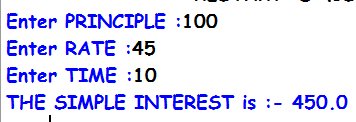 Enter PRINCIPLE :100
Enter RATE :45
Enter TIME :10
THE SIMPLE INTEREST is :- 450.0